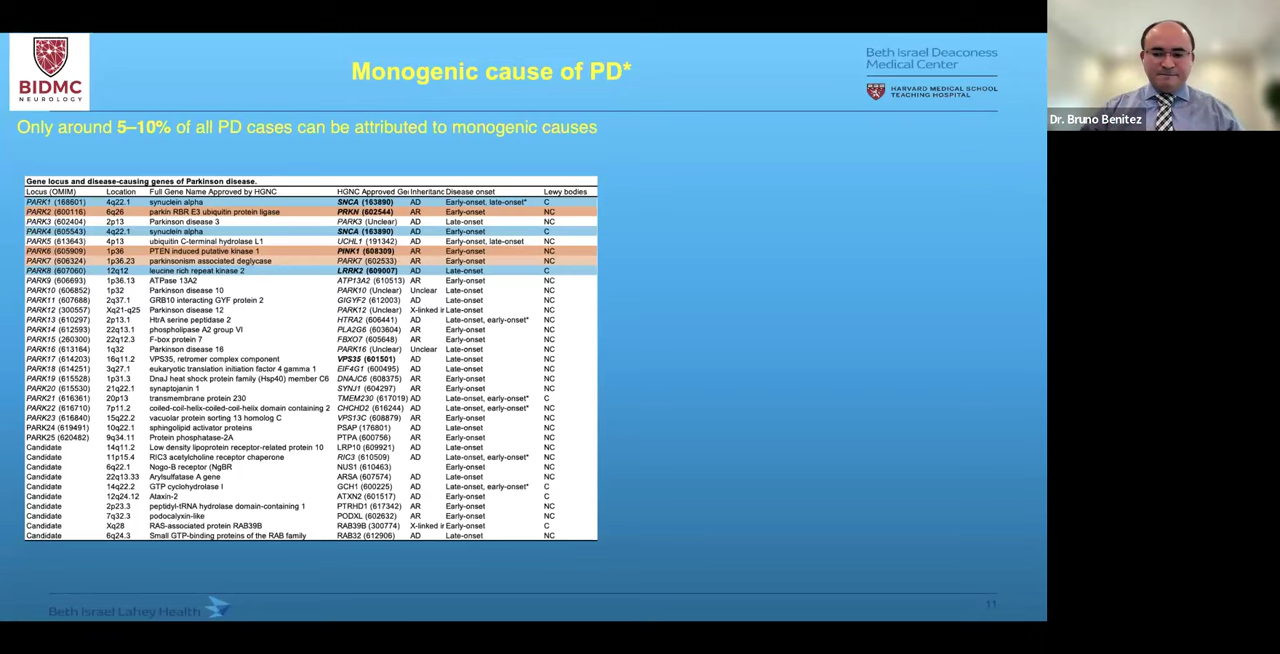 BIDMC
NEUROLOGY
Monogenic cause of PD*
Beth Israel Deaconess
Medical Center
HARVARD MEDICAL SCHOOL
TEACHING HOSPITAL
Dr. Bruno Benitez
Only around 5–10% of all PD cases can be attributed to monogenic causes
Gene locus and disease-causing genes of Parkinson disease.
Locus (OMIM) Location Full Gene Name Approved by HGNC HGNC Approved Ge Inheritanc Disease onset Lewy bodies
PARK1 (168601) 4q22.1 synuclein alpha SNCA (163890) AD Early-onset, late-onset* C
PARK2 (600116) 6q26 parkin RBR E3 ubiquitin protein ligase PRKN (602544) AR Early-onset NC
PARK3 (602404) 2p13 Parkinson disease 3 PARK3 (Unclear) AD Late-onset NC
PARK4 (605543) 4q22.1 synuclein alpha SNCA (163890) AD Early-onset C
PARK5 (613643) 4p13 ubiquitin C-terminal hydrolase L1 UCHL1 (191342) AD Early-onset, late-onset NC
PARK6 (605909) 1p36 PTEN induced putative kinase 1 PINK1 (608309) AR Early-onset NC
PARK7 (606324) 1p36.23 parkinsonism associated deglycase PARK7 (602533) AR Early-onset NC
PARK8 (607060) 12q12 leucine rich repeat kinase 2 LRRK2 (609007) AD Late-onset C
PARK9 (606693) 1p36.13 ATPase 13A2 ATP13A2 (610513) AR Early-onset NC
PARK10 (606852) 1p32 Parkinson disease 10 PARK10 (Unclear) Unclear Late-onset NC
PARK11 (607688) 2q37.1 GRB10 interacting GYF protein 2 GIGYF2 (612003) AD Late-onset NC
PARK12 (300557) Xq21-q25 Parkinson disease 12 PARK12 (Unclear) X-linked ir Late-onset NC
PARK13 (610297) 2p13.1 HtrA serine peptidase 2 HTRA2 (606441) AD Late-onset, early-onset* NC
PARK14 (612593) 22q13.1 phospholipase A2 group VI PLA2G6 (603604) AR Early-onset NC
PARK15 (260300) 22q12.3 F-box protein 7 FBXO7 (605648) AR Early-onset NC
PARK16 (613164) 1q32 Parkinson disease 16 PARK16 (Unclear) Unclear Late-onset NC
PARK17 (614203) 16q11.2 VPS35, retromer complex component VPS35 (601501) AD Late-onset NC
PARK18 (614251) 3q27.1 eukaryotic translation initiation factor 4 gamma 1 EIF4G1 (600495) AD Late-onset NC
PARK19 (615528) 1p31.3 DnaJ heat shock protein family (Hsp40) member C6 DNAJC6 (608375) AR Early-onset NC
PARK20 (615530) 21q22.1 synaptojanin 1 SYNJ1 (604297) AR Early-onset NC
PARK21 (616361) 20p13 transmembrane protein 230 TMEM230 (617019) AD Late-onset, early-onset* C
PARK22 (616710) 7p11.2 coiled-coil-helix-coiled-coil-helix domain containing 2 CHCHD2 (616244) AD Late-onset, early-onset* NC
PARK23 (616840) 15q22.2 vacuolar protein sorting 13 homolog C VPS13C (608879) AR Early-onset NC
PARK24 (619491) 10q22.1 sphingolipid activator proteins PSAP (176801) AD Late-onset NC
PARK25 (620482) 9q34.11 Protein phosphatase-2A PTPA (600756) AR Early-onset NC
Candidate 14q11.2 Low density lipoprotein receptor-related protein 10 LRP10 (609921) AD Late-onset NC
Candidate 11p15.4 RIC3 acetylcholine receptor chaperone RIC3 (610509) AD Late-onset, early-onset* NC
Candidate 6q22.1 Nogo-B receptor (NgBR NUS1 (610463) Early-onset NC
Candidate 22q13.33 Arylsulfatase A gene ARSA (607574) AD Late-onset NC
Candidate 14q22.2 GTP cyclohydrolase I GCH1 (600225) AD Late-onset, early-onset* C
Candidate 12q24.12 Ataxin-2 ATXN2 (601517) AD Early-onset C
Candidate 2p23.3 peptidyl-tRNA hydrolase domain-containing 1 PTRHD1 (617342) AR Early-onset NC
Candidate 7q32.3 podocalyxin-like PODXL (602632) AR Early-onset NC
Candidate Xq28 RAS-associated protein RAB39B RAB39B (300774) X-linked ir Early-onset C
Candidate 6q24.3 Small GTP-binding proteins of the RAB family RAB32 (612906) AD Late-onset NC
Beth Israel Lahey Health
11